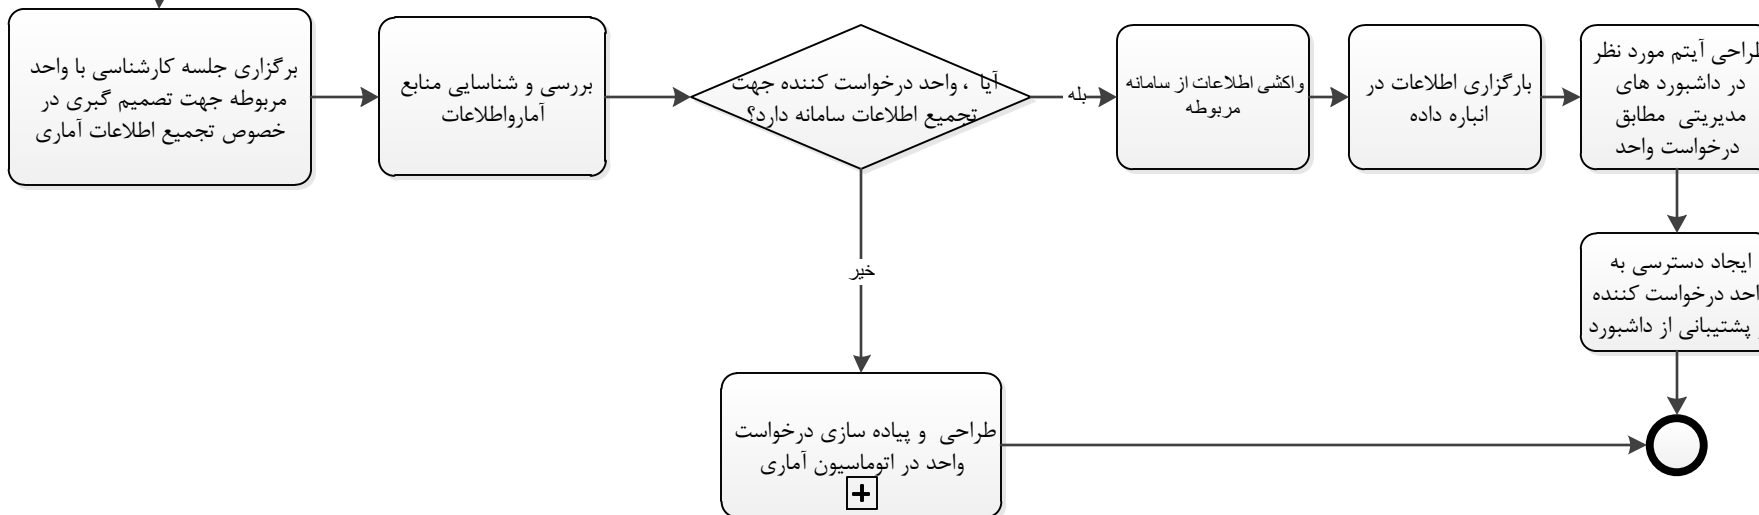 برگزاری جلسه کارشناسی با واحد
مربوطه جهت تصمیم گیری در
خصوص تجمیع اطلاعات آماری
بررسی و شناسایی منابع
آمارواطلاعات
آیا ، واحد درخواست کننده جهت
تجمیع اطلاعات سامانه دارد؟
بله
واکشی اطلاعات از سامانه
مربوطه
بارگزاری اطلاعات در
انباره داده
طراحی آیتم مورد نظر
در داشبورد های
مدیریتی مطابق
درخواست واحد
خیر
ایجاد دسترسی به
واحد درخواست کننده
پشتیبانی از داشبورد
طراحی و پیاده سازی درخواست
واحد در اتوماسیون آماری